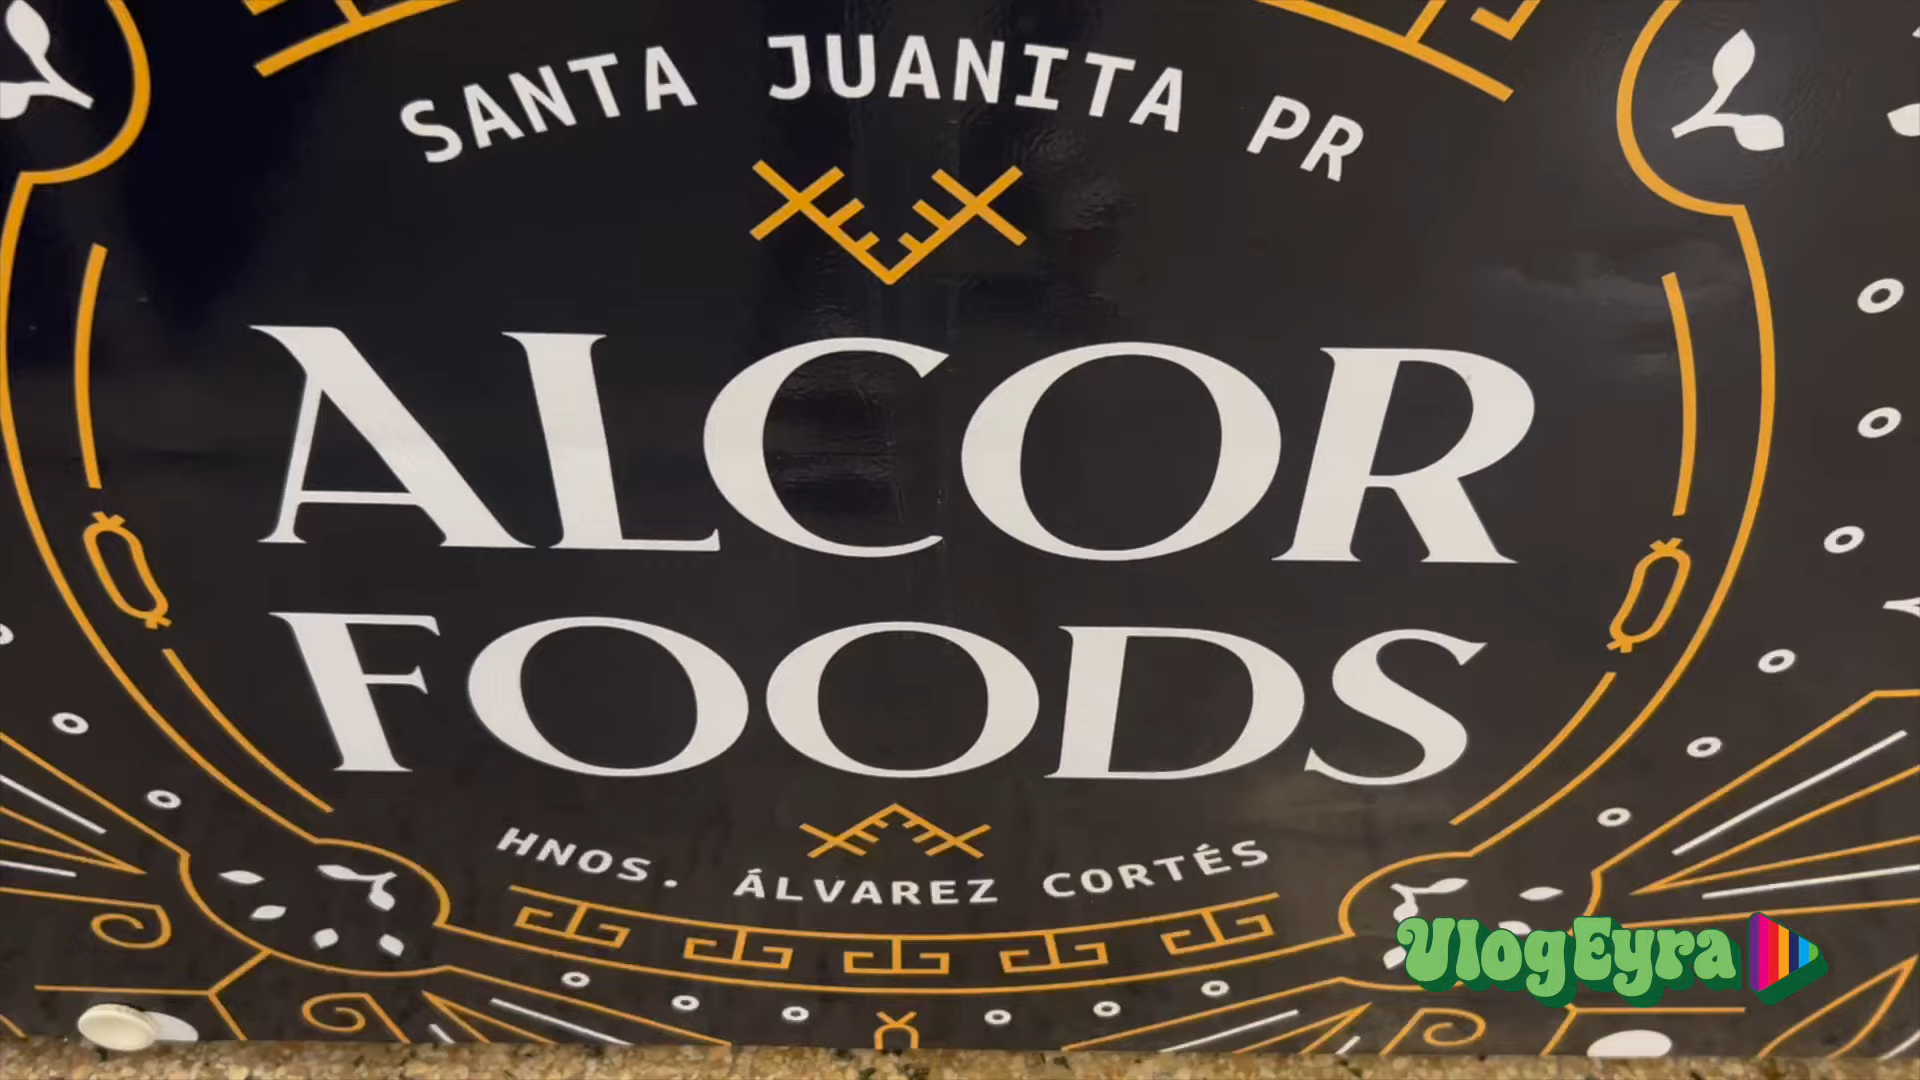 SANTA JUANITA PR
ALCOR
FOODS
HNOS. ÁLVAREZ CORTÉS
VlogEyra